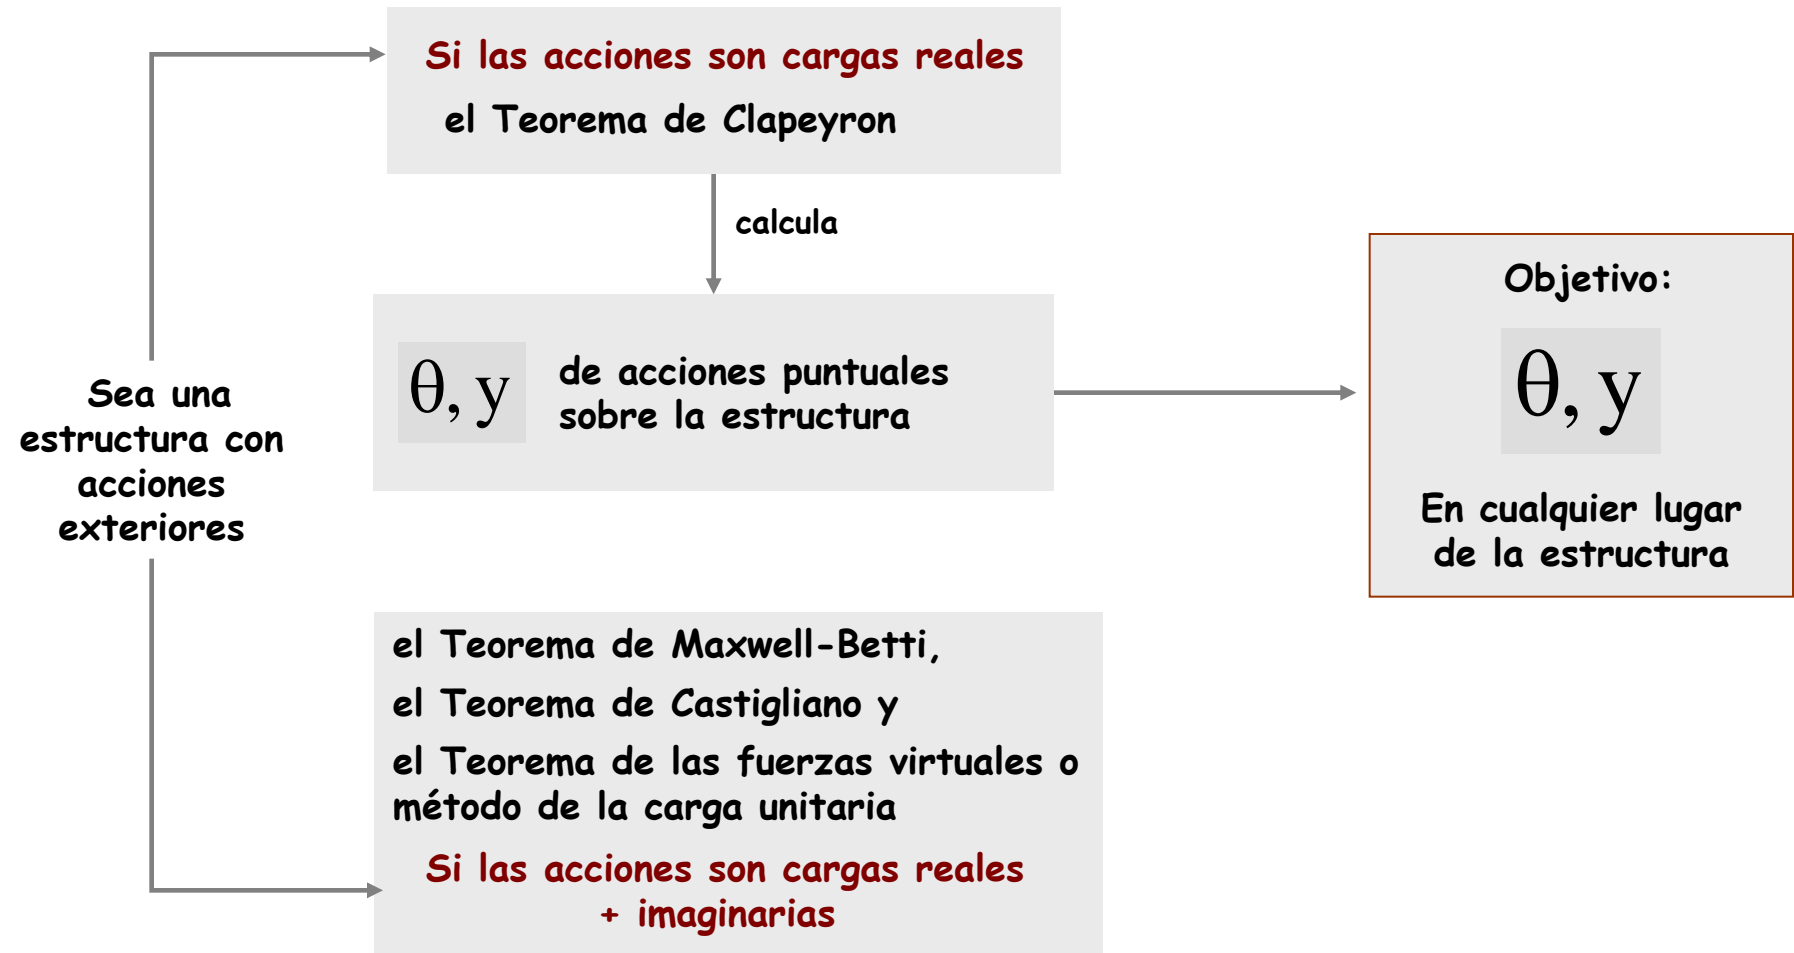 Si las acciones son cargas reales
el Teorema de Clapeyron
calcula
Sea una
estructura con
acciones
exteriores
θ, y
de acciones puntuales
sobre la estructura
Objetivo:
θ, y
En cualquier lugar
de la estructura
el Teorema de Maxwell-Betti,
el Teorema de Castigliano y
el Teorema de las fuerzas virtuales o
método de la carga unitaria
Si las acciones son cargas reales
+ imaginarias